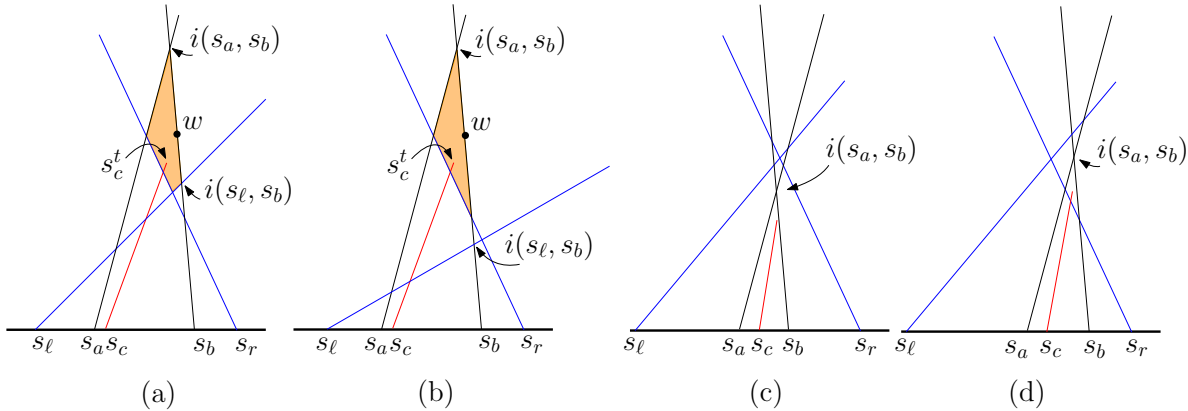 i(s_a, s_b)
w
s_c^t
i(s_ℓ, s_b)
s_ℓ s_a s_c s_b s_r
(a)
i(s_a, s_b)
w
s_c^t
i(s_ℓ, s_b)
s_ℓ s_a s_c s_b s_r
(b)
i(s_a, s_b)
s_ℓ s_a s_c s_b s_r
(c)
i(s_a, s_b)
s_ℓ s_a s_c s_b s_r
(d)